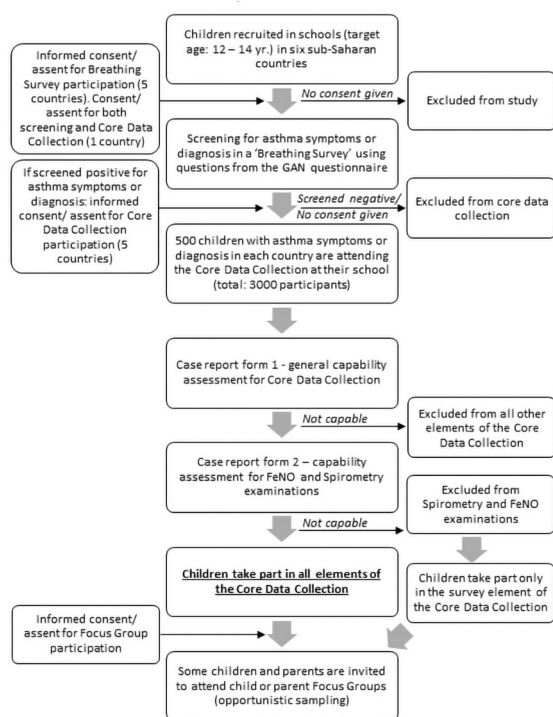 Children recruited in schools (target
age: 12 – 14 yr.) in six sub-Saharan
countries
Informed consent/
assent for Breathing
Survey participation (5
countries). Consent/
assent for both
screening and Core Data
Collection (1 country)
No consent given
Excluded from study
Screening for asthma symptoms or
diagnosis in a 'Breathing Survey' using
questions from the GAN questionnaire
If screened positive for
asthma symptoms or
diagnosis: informed
consent/ assent for Core
Data Collection
participation (5
countries)
Screened negative/
No consent given
Excluded from core data
collection
500 children with asthma symptoms or
diagnosis in each country are attending
the Core Data Collection at their school
(total: 3000 participants)
Case report form 1 - general capability
assessment for Core Data Collection
Not capable
Excluded from all other
elements of the Core
Data Collection
Case report form 2 – capability
assessment for FeNO and Spirometry
examinations
Not capable
Excluded from
Spirometry and FeNO
examinations
Children take part in all elements of
the Core Data Collection
Children take part only
in the survey element of
the Core Data Collection
Informed consent/
assent for Focus Group
participation
Some children and parents are invited
to attend child or parent Focus Groups
(opportunistic sampling)